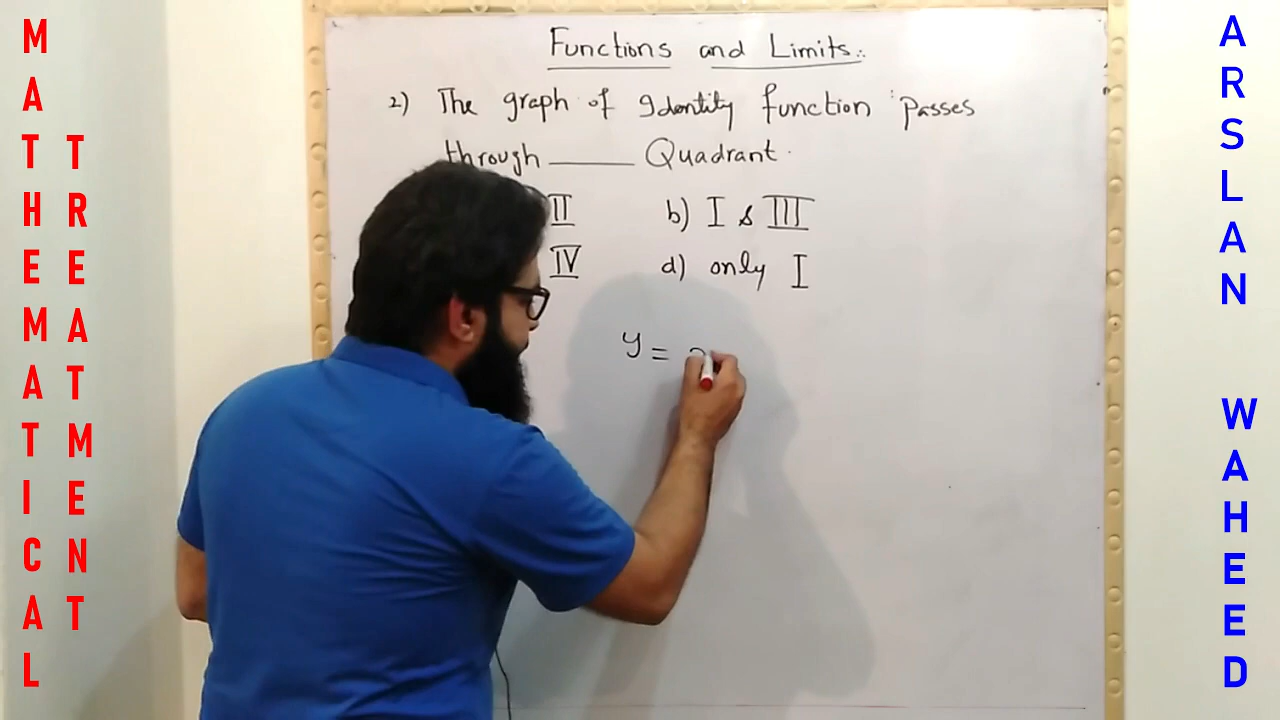 MATHEMATICAL
TREATMENT
Functions and Limits:.
2) The graph of Identity function passes
through ____ Quadrant.
II b) I & III
IV d) only I
y =
ARSLAN WAHEED